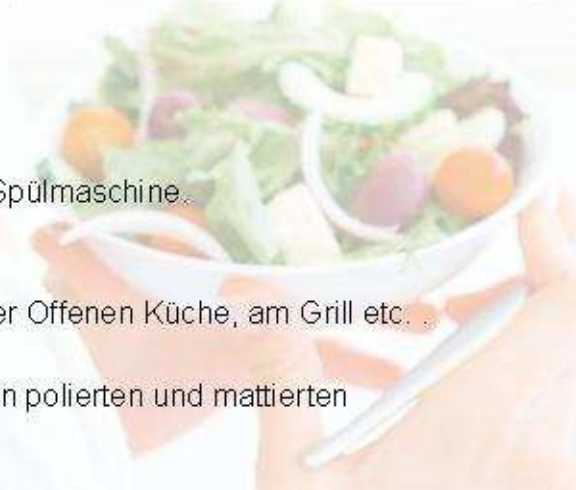 Spülmaschine.
er Offenen Küche, am Grill etc. .
n polierten und mattierten